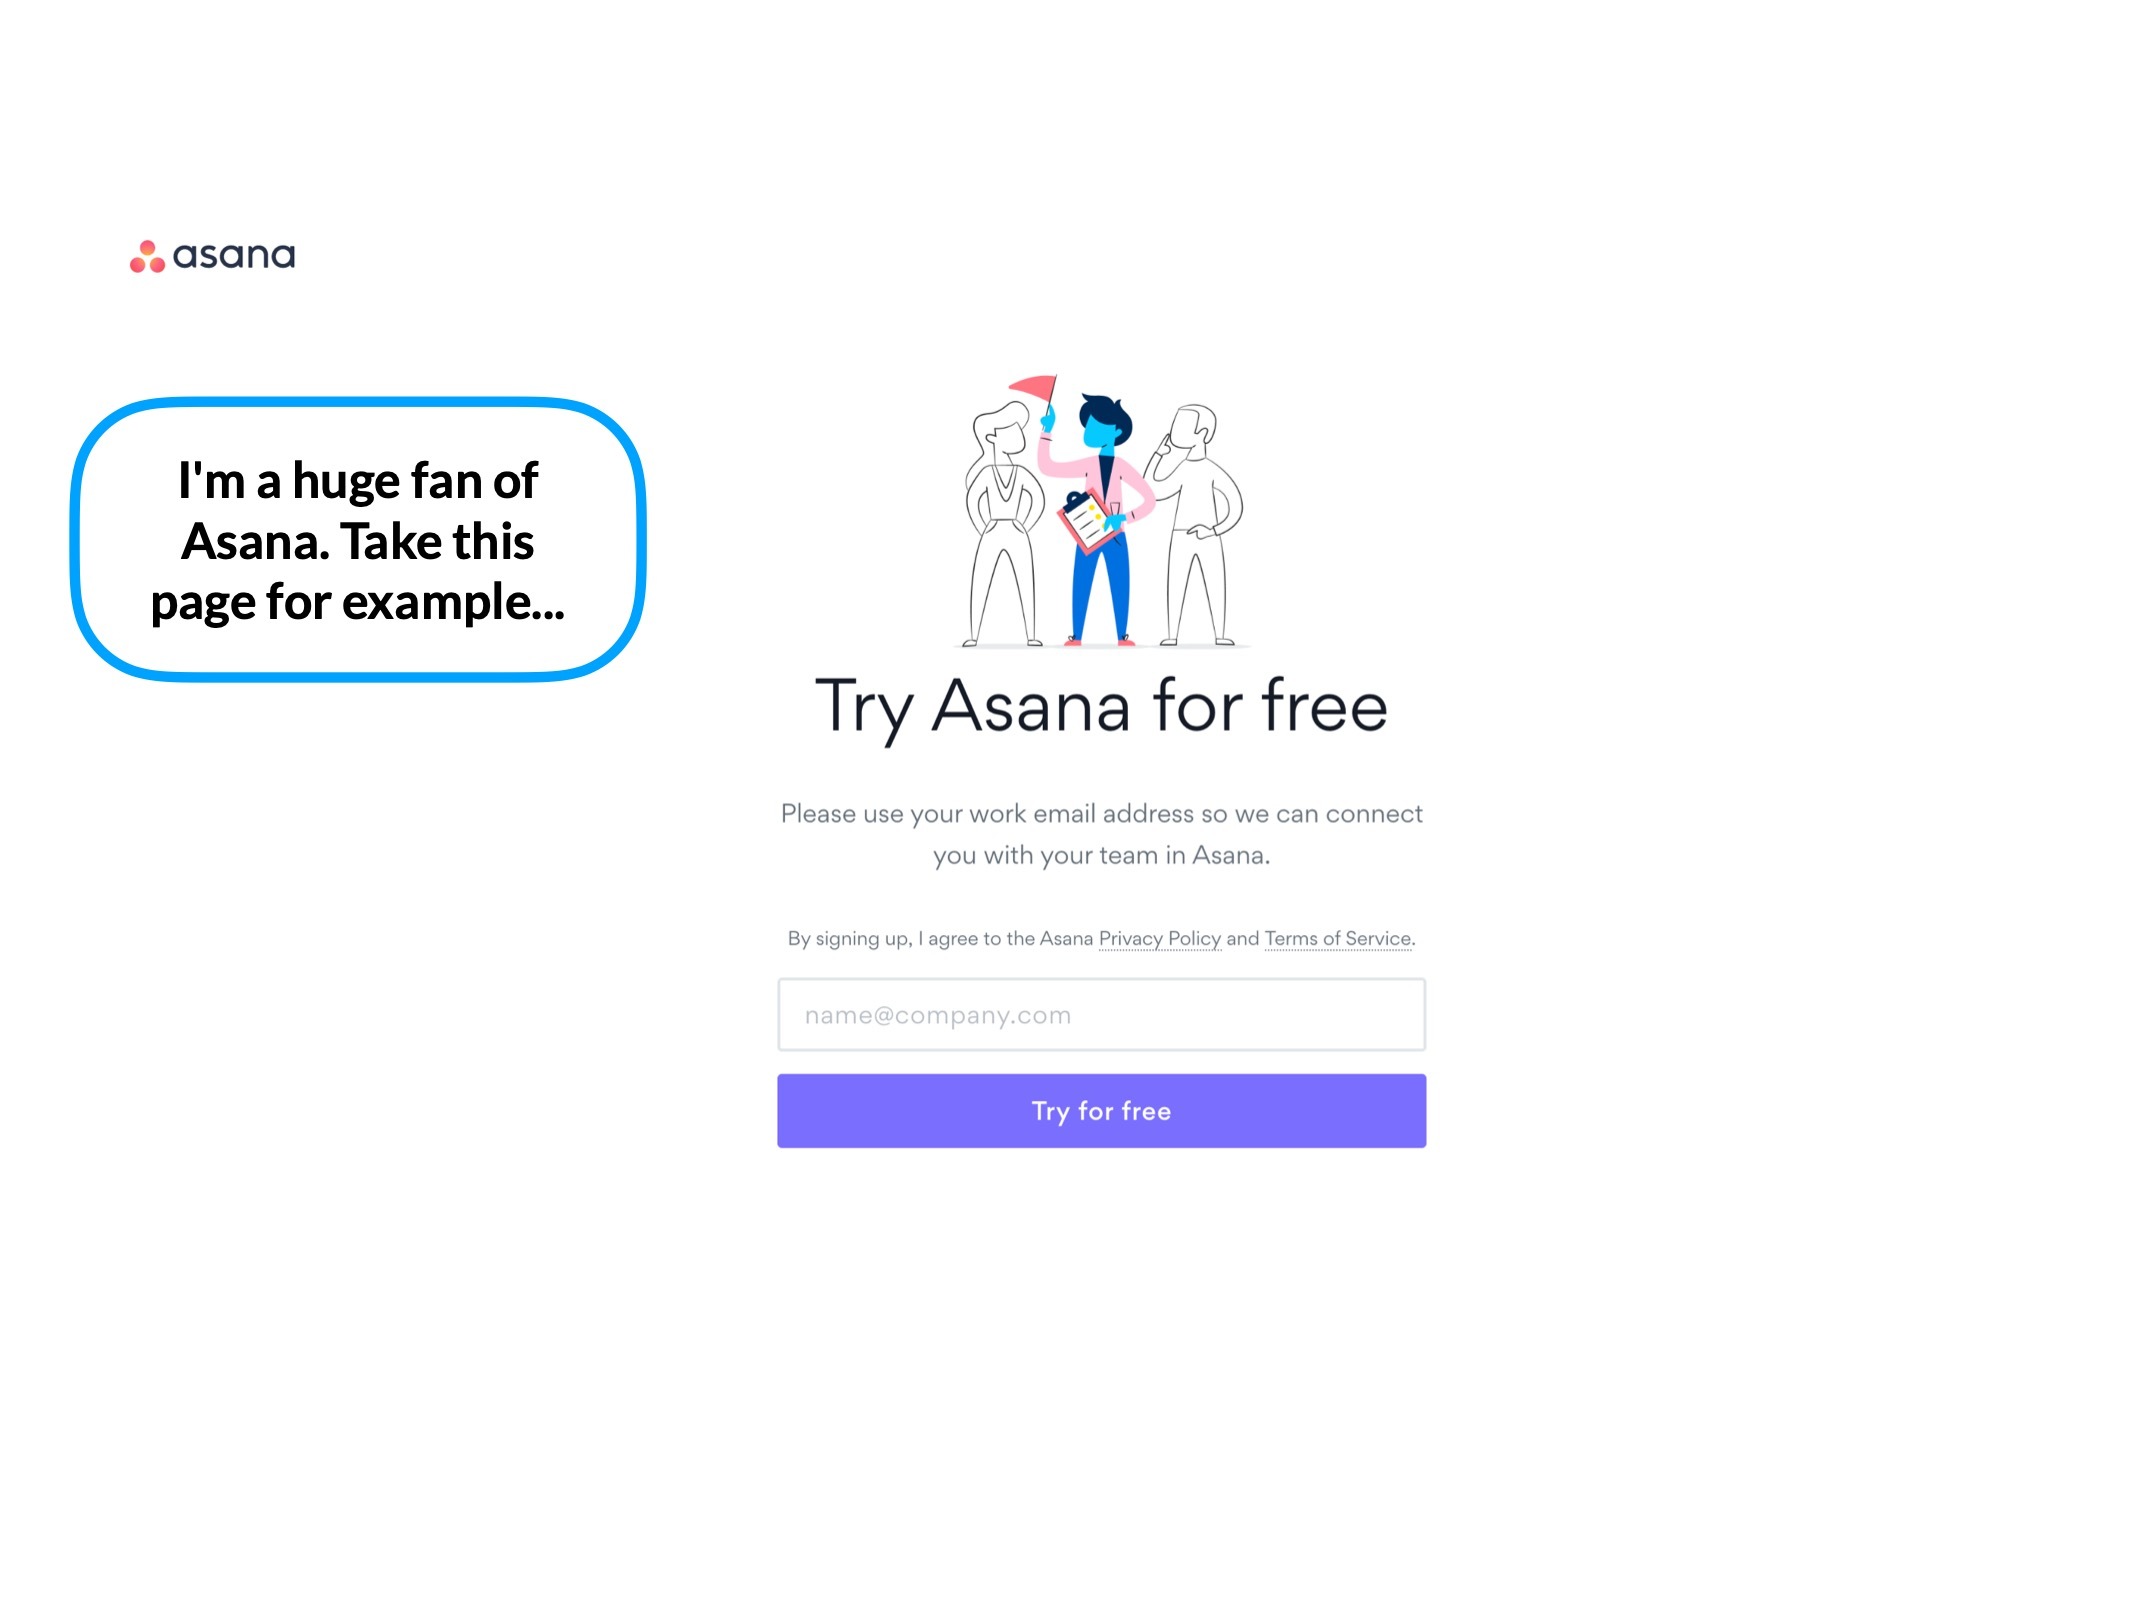 asana
I'm a huge fan of
Asana. Take this
page for example...
Try Asana for free
Please use your work email address so we can connect
you with your team in Asana.
By signing up, I agree to the Asana Privacy Policy and Terms of Service.
name@company.com
Try for free